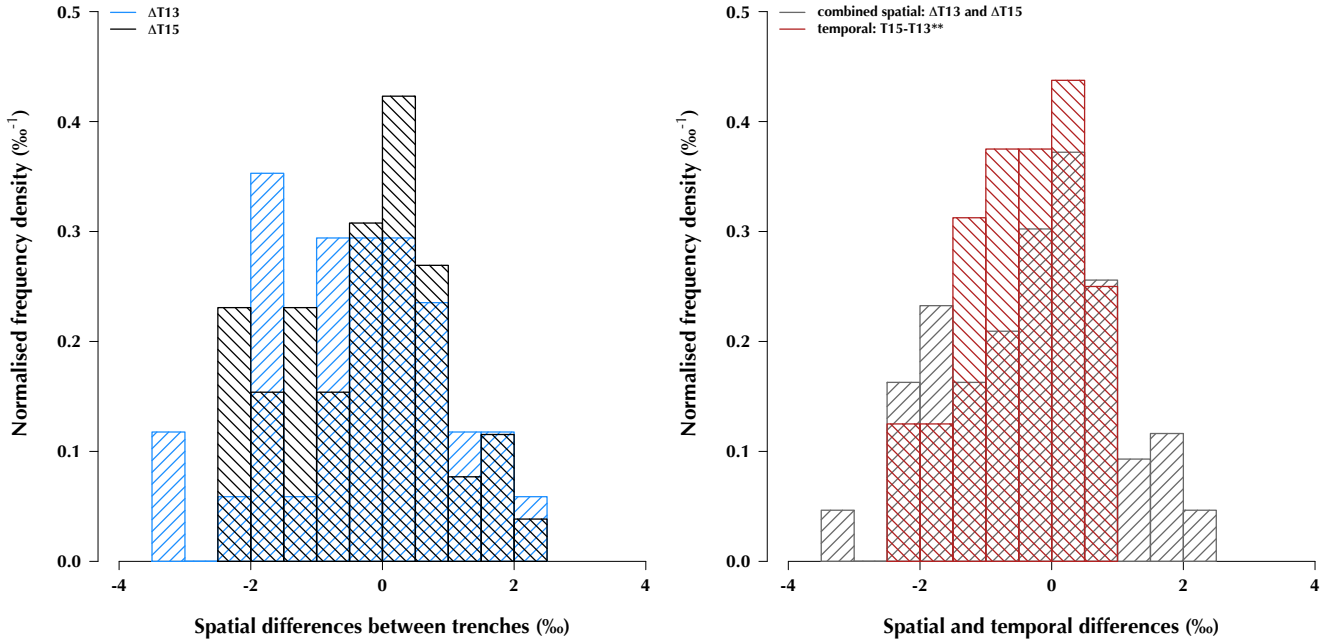 ΔT13
ΔT15
0.5
0.4
0.3
0.2
0.1
0.0
Normalised frequency density (‰⁻¹)
-4
-2
0
2
4
Spatial differences between trenches (‰)
combined spatial: ΔT13 and ΔT15
temporal: T15-T13**
0.5
0.4
0.3
0.2
0.1
0.0
Normalised frequency density (‰⁻¹)
-4
-2
0
2
4
Spatial and temporal differences (‰)